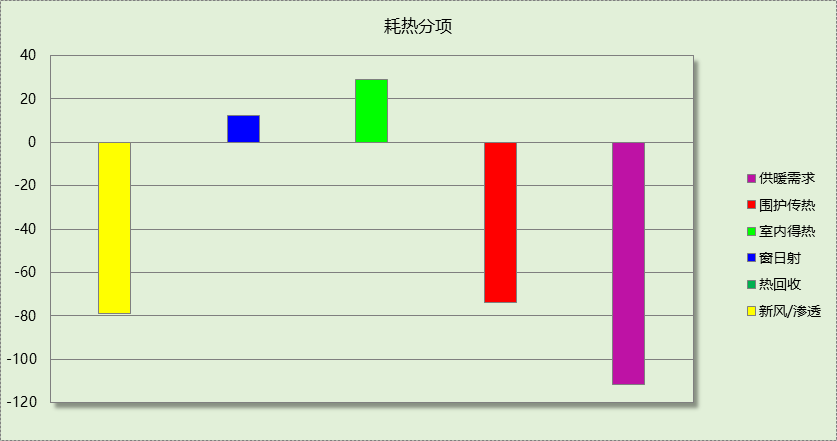 耗热分项
40
20
0
-20
-40
-60
-80
-100
-120
供暖需求
围护传热
室内得热
窗日射
热回收
新风/渗透